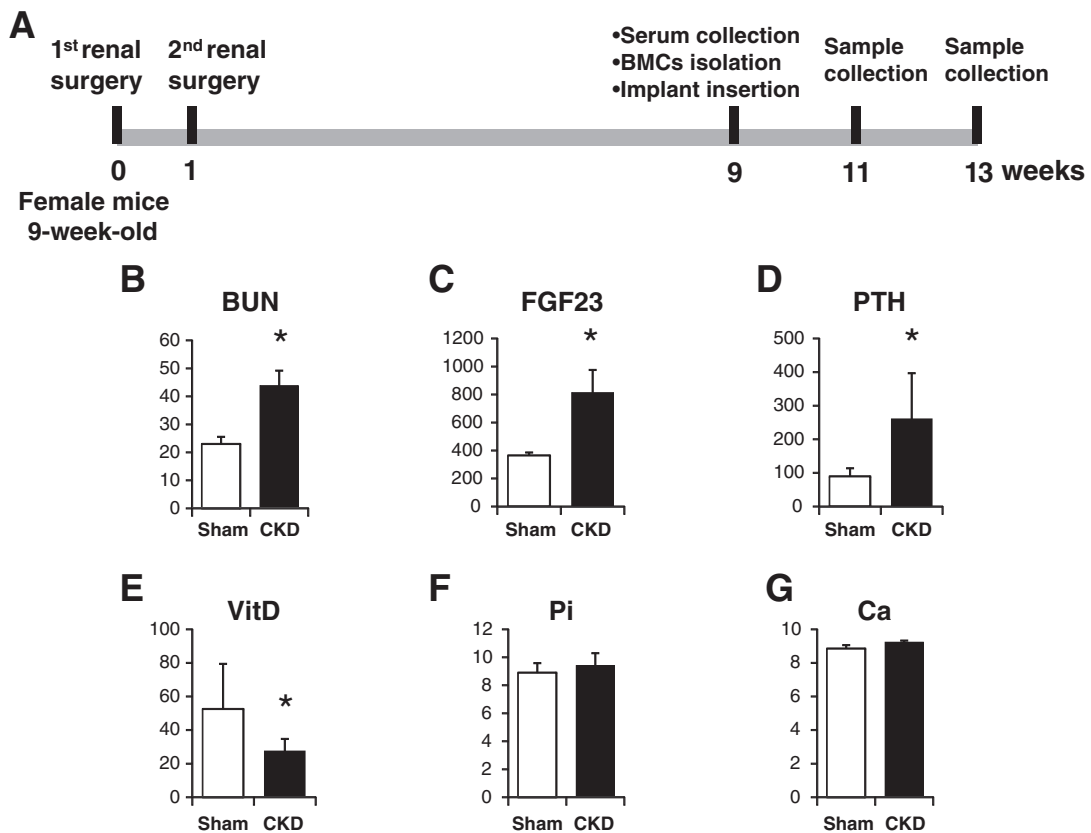 A
1st renal
surgery
2nd renal
surgery
•Serum collection
•BMCs isolation
•Implant insertion
Sample
collection
Sample
collection
0
1
9
11
13 weeks
Female mice
9-week-old
B
BUN
60
50
40
30
20
10
0
*
Sham CKD
C
FGF23
1200
1000
800
600
400
200
0
*
Sham CKD
D
PTH
500
400
300
200
100
0
*
Sham CKD
E
VitD
100
80
60
40
20
0
*
Sham CKD
F
Pi
12
10
8
6
4
2
0
Sham CKD
G
Ca
10
8
6
4
2
0
Sham CKD